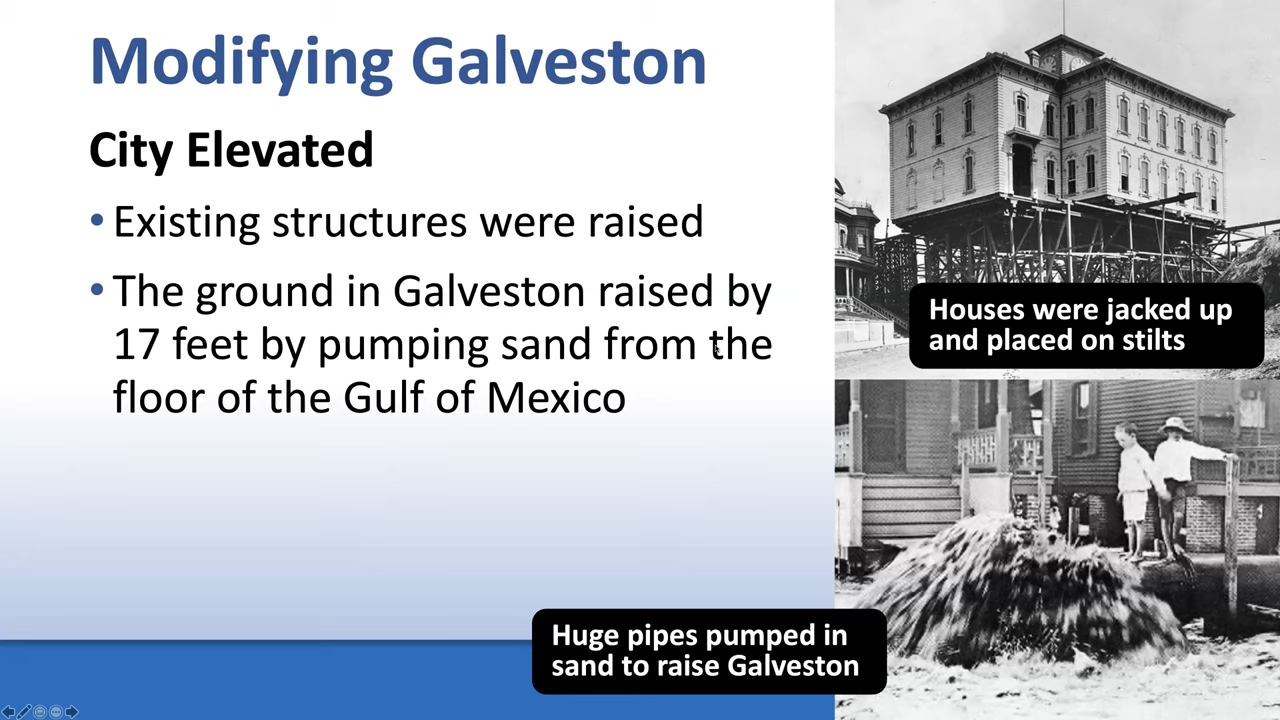 Modifying Galveston
City Elevated
• Existing structures were raised
• The ground in Galveston raised by
17 feet by pumping sand from the
floor of the Gulf of Mexico
Houses were jacked up
and placed on stilts
Huge pipes pumped in
sand to raise Galveston